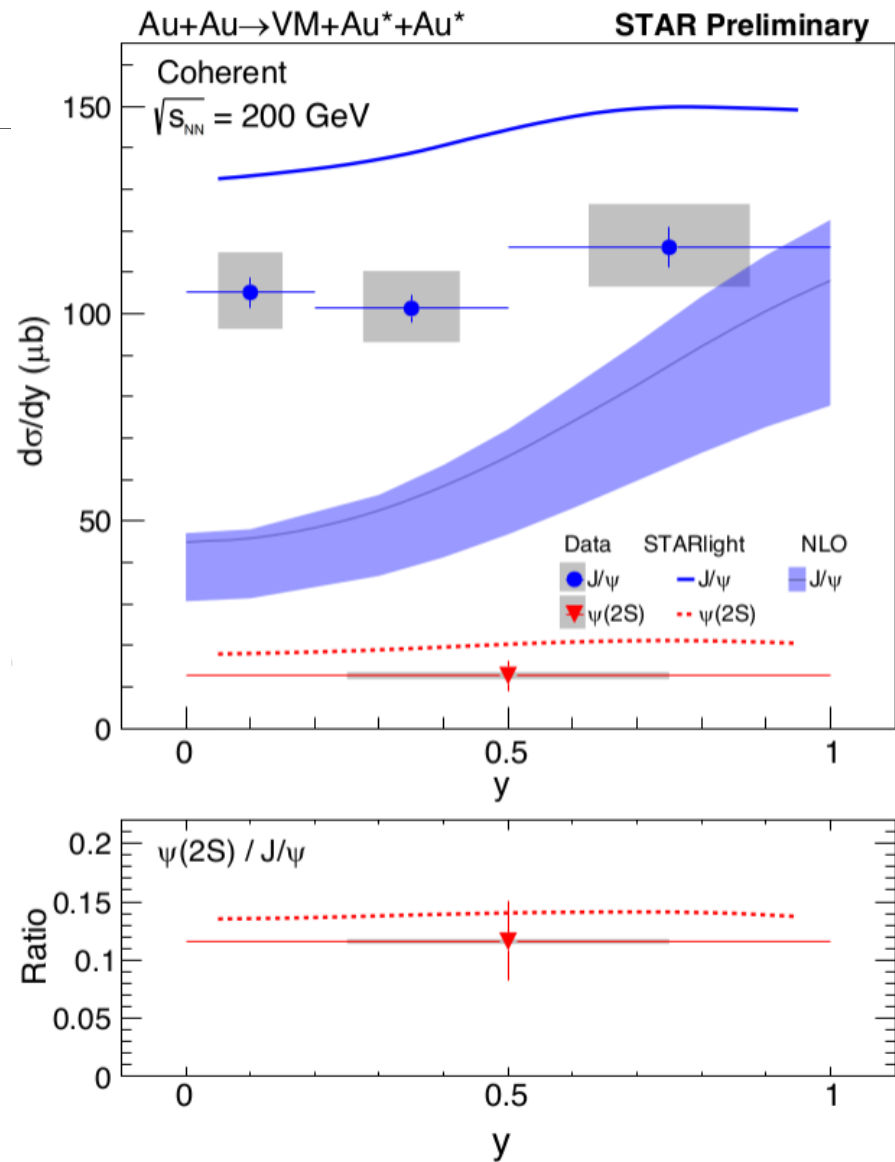 Au+Au→VM+Au*+Au* STAR Preliminary
Coherent
√s_NN = 200 GeV
150
100
50
0
dσ/dy (μb)
Data STARlight NLO
J/ψ J/ψ J/ψ
ψ(2S) ψ(2S)
0 0.5 1
y
ψ(2S) / J/ψ
0.2
0.15
0.1
0.05
0
Ratio
0 0.5 1
y